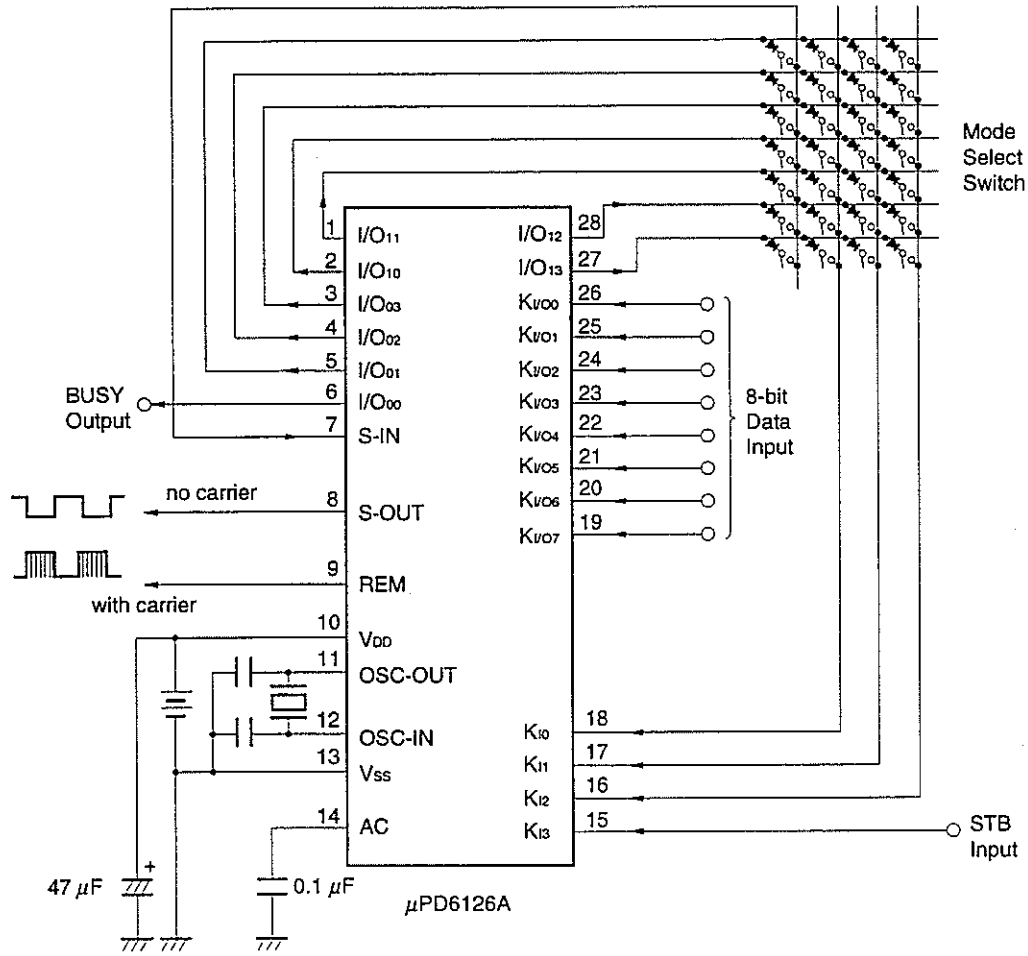 Mode
Select
Switch
1 I/O11
2 I/O10
3 I/O03
4 I/O02
5 I/O01
6 I/O00
7 S-IN
8 S-OUT
9 REM
10 VDD
11 OSC-OUT
12 OSC-IN
13 VSS
14 AC
I/O12 28
I/O13 27
KI/O0 26
KI/O1 25
KI/O2 24
KI/O3 23
KI/O4 22
KI/O5 21
KI/O6 20
KI/O7 19
KI0 18
KI1 17
KI2 16
KI3 15
BUSY
Output
8-bit
Data
Input
no carrier
with carrier
STB
Input
+
47 μF
0.1 μF
μPD6126A